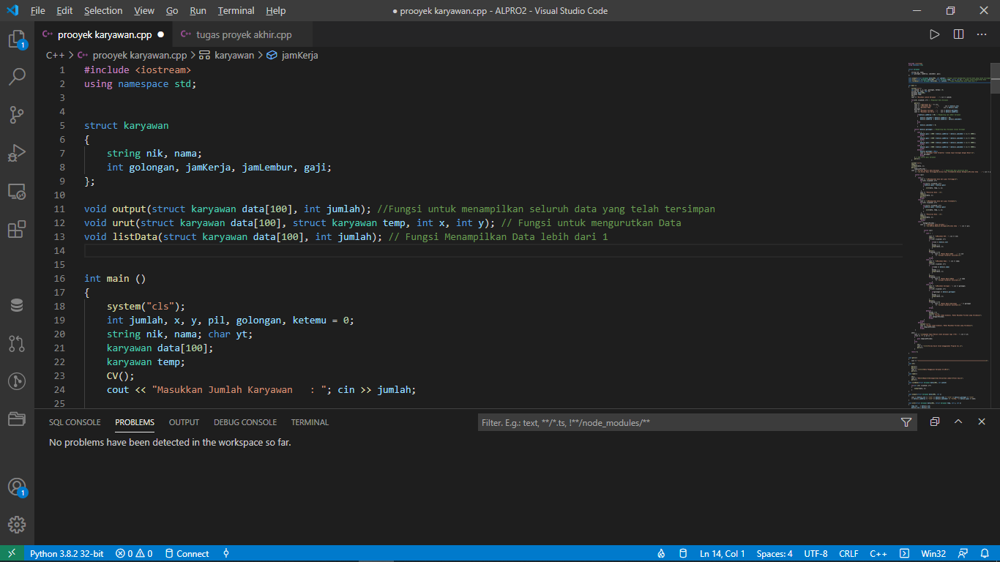 File Edit Selection View Go Run Terminal Help ● prooyek karyawan.cpp - ALPRO2 - Visual Studio Code
prooyek karyawan.cpp ● tugas proyek akhir.cpp
C++ > prooyek karyawan.cpp > karyawan > jamKerja
1 #include <iostream>
2 using namespace std;
3
4
5 struct karyawan
6 {
7 string nik, nama;
8 int golongan, jamKerja, jamLembur, gaji;
9 };
10
11 void output(struct karyawan data[100], int jumlah); //Fungsi untuk menampilkan seluruh data yang telah tersimpan
12 void urut(struct karyawan data[100], struct karyawan temp, int x, int y); // Fungsi untuk mengurutkan Data
13 void listData(struct karyawan data[100], int jumlah); // Fungsi Menampilkan Data lebih dari 1
14
15
16 int main ()
17 {
18 system("cls");
19 int jumlah, x, y, pil, golongan, ketemu = 0;
20 string nik, nama; char yt;
21 karyawan data[100];
22 karyawan temp;
23 CV();
24 cout << "Masukkan Jumlah Karyawan   : "; cin >> jumlah;
25
SQL CONSOLE PROBLEMS OUTPUT DEBUG CONSOLE TERMINAL Filter. E.g.: text, **/*.ts, !**/node_modules/**
No problems have been detected in the workspace so far.
1
1
Python 3.8.2 32-bit 0 0 Connect Ln 14, Col 1 Spaces: 4 UTF-8 CRLF C++ Win32